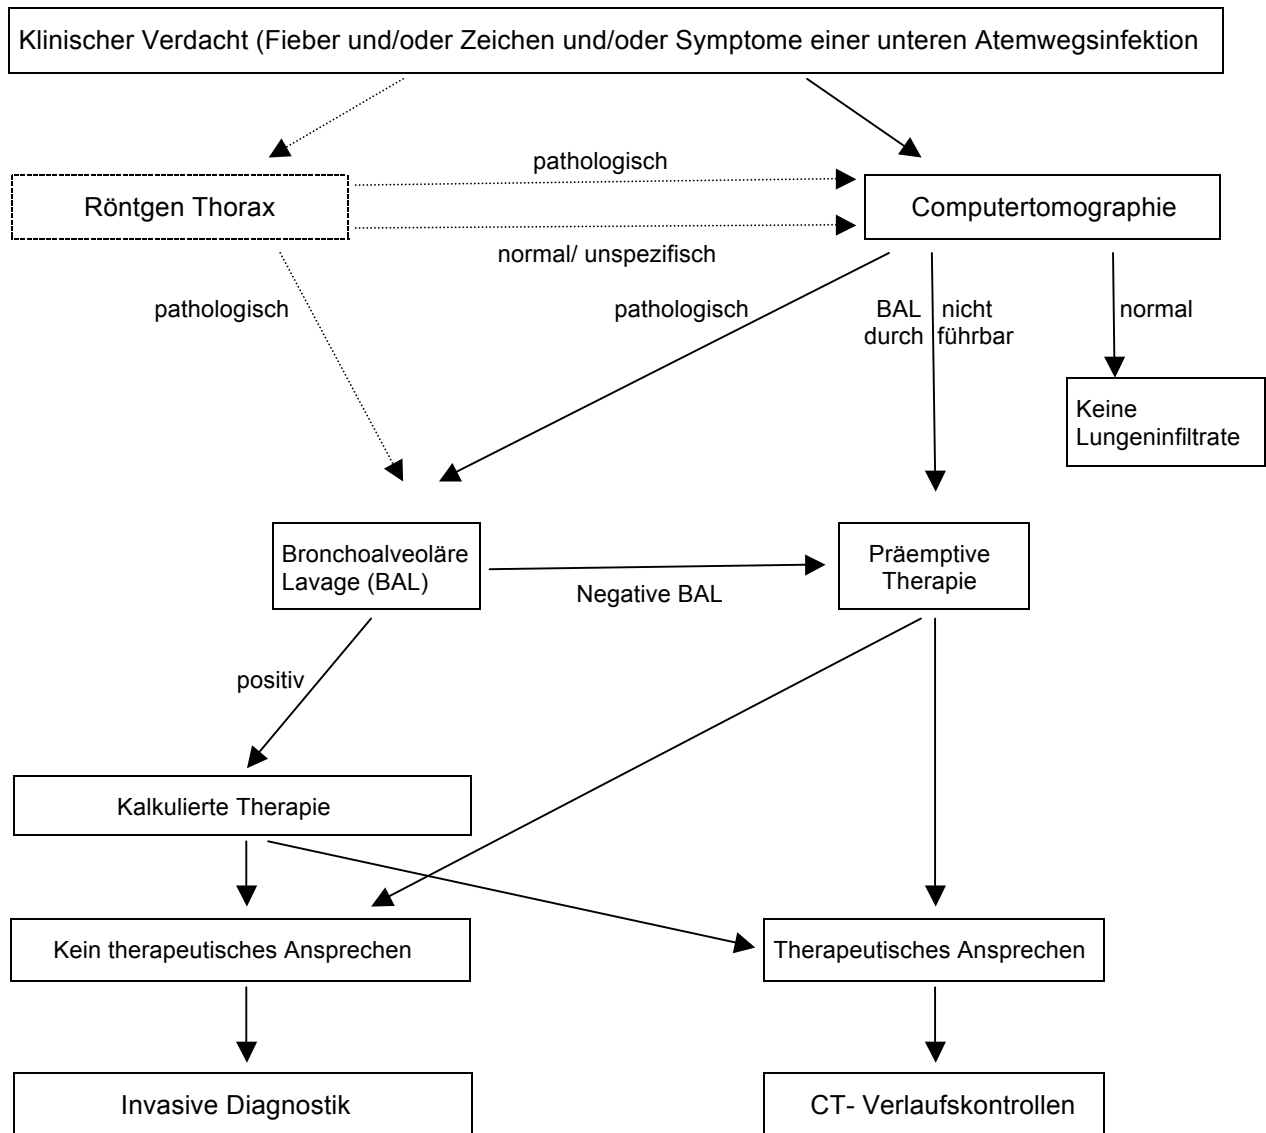 Klinischer Verdacht (Fieber und/oder Zeichen und/oder Symptome einer unteren Atemwegsinfektion
pathologisch
Röntgen Thorax
Computertomographie
normal/ unspezifisch
pathologisch
pathologisch
BAL nicht
durch führbar
normal
Keine
Lungeninfiltrate
Bronchoalveoläre
Lavage (BAL)
Negative BAL
Präemptive
Therapie
positiv
Kalkulierte Therapie
Kein therapeutisches Ansprechen
Therapeutisches Ansprechen
Invasive Diagnostik
CT- Verlaufskontrollen